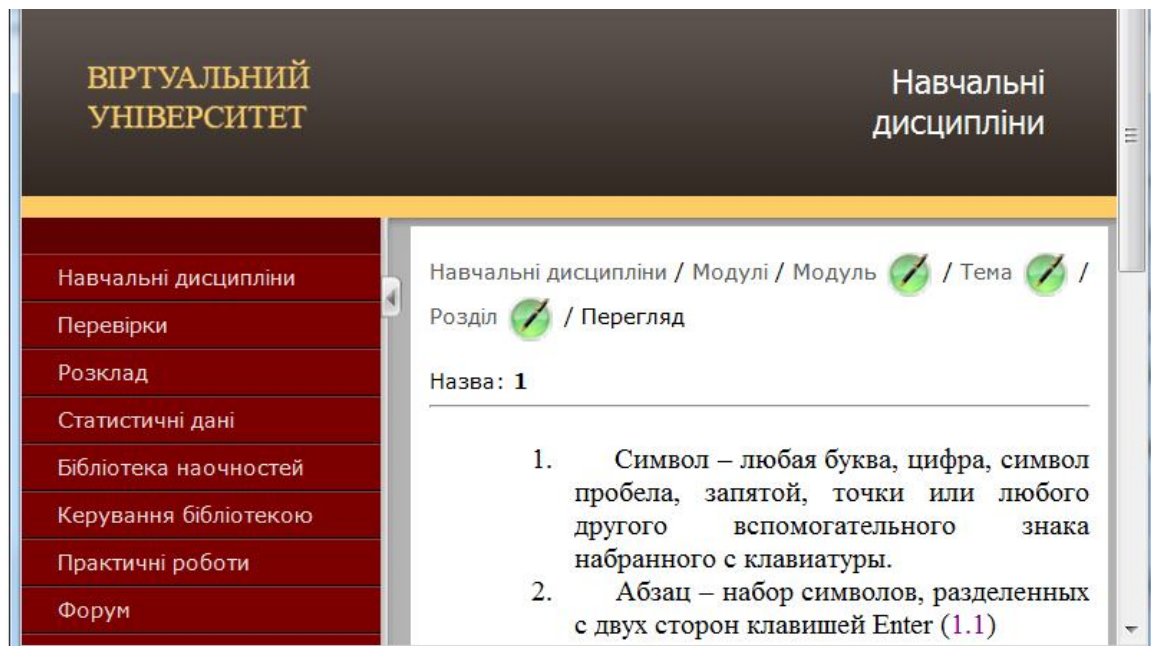 ВІРТУАЛЬНИЙ
УНІВЕРСИТЕТ
Навчальні
дисципліни
Навчальні дисципліни
Перевірки
Розклад
Статистичні дані
Бібліотека наочностей
Керування бібліотекою
Практичні роботи
Форум
Навчальні дисципліни / Модулі / Модуль / Тема /
Розділ / Перегляд
Назва: 1
1. Символ – любая буква, цифра, символ
пробела, запятой, точки или любого
другого вспомогательного знака
набранного с клавиатуры.
2. Абзац – набор символов, разделенных
с двух сторон клавишей Enter (1.1)